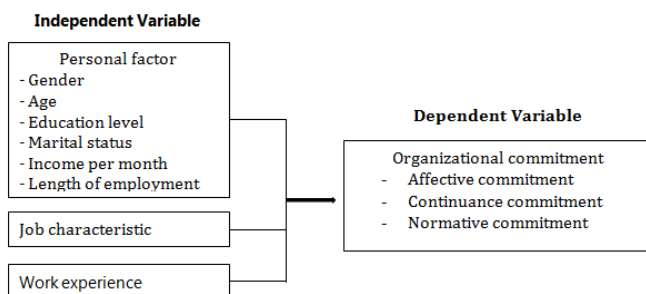 Independent Variable
Personal factor
- Gender
- Age
- Education level
- Marital status
- Income per month
- Length of employment
Job characteristic
Work experience
Dependent Variable
Organizational commitment
- Affective commitment
- Continuance commitment
- Normative commitment